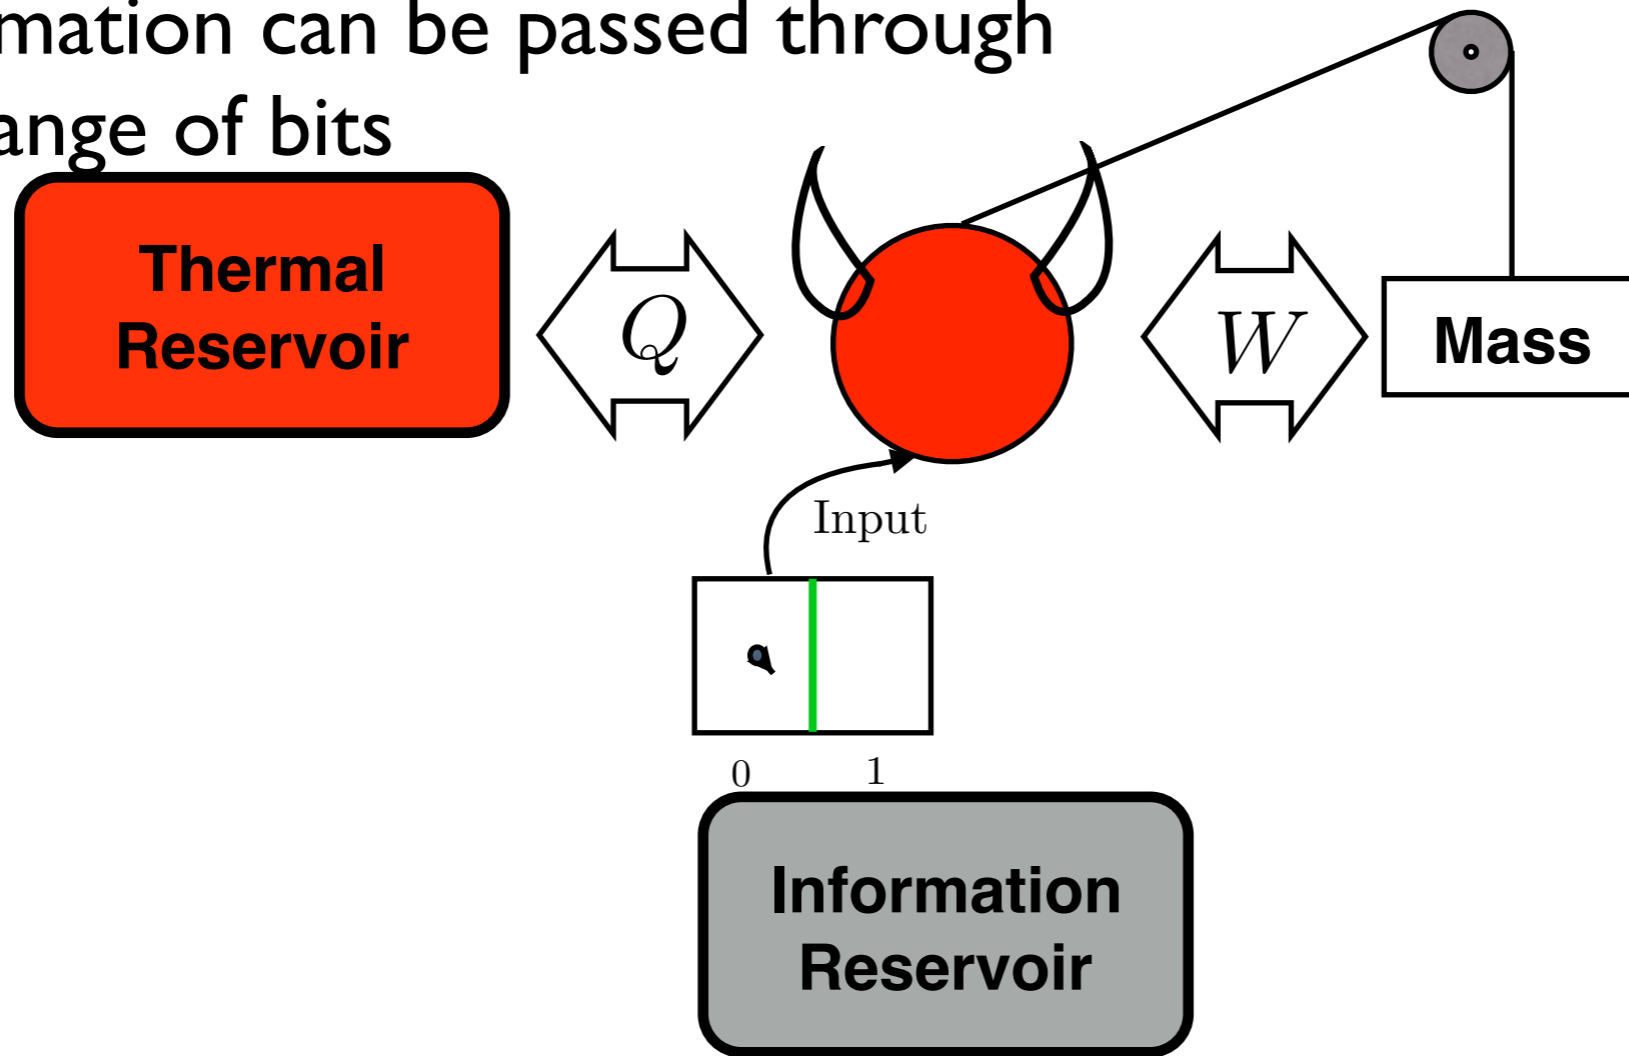 mation can be passed through
ange of bits
Thermal
Reservoir
Q
W
Mass
Input
0 1
Information
Reservoir